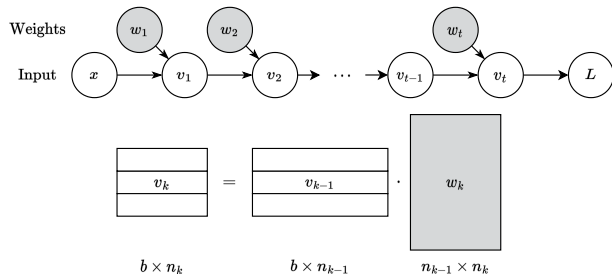 Weights w₁ w₂ wₜ
Input x v₁ v₂ ⋯ vₜ₋₁ vₜ L
vₖ = vₖ₋₁ · wₖ
b × nₖ b × nₖ₋₁ nₖ₋₁ × nₖ